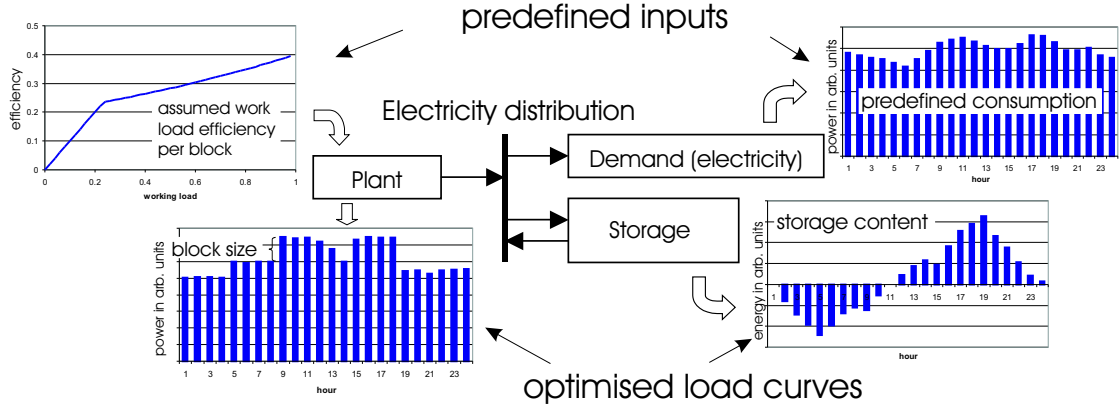 predefined inputs
0.5
0.4
0.3
0.2
0.1
0
efficiency
assumed work
load efficiency
per block
0 0.2 0.4 0.6 0.8 1
working load
Electricity distribution
power in arb. units
predefined consumption
1 3 5 7 9 11 13 15 17 19 21 23
hour
Plant
Demand (electricity)
Storage
power in arb. units
block size
1 3 5 7 9 11 13 15 17 19 21 23
hour
energy in arb. units
storage content
1 11 13 15 17 19 21 23
hour
optimised load curves